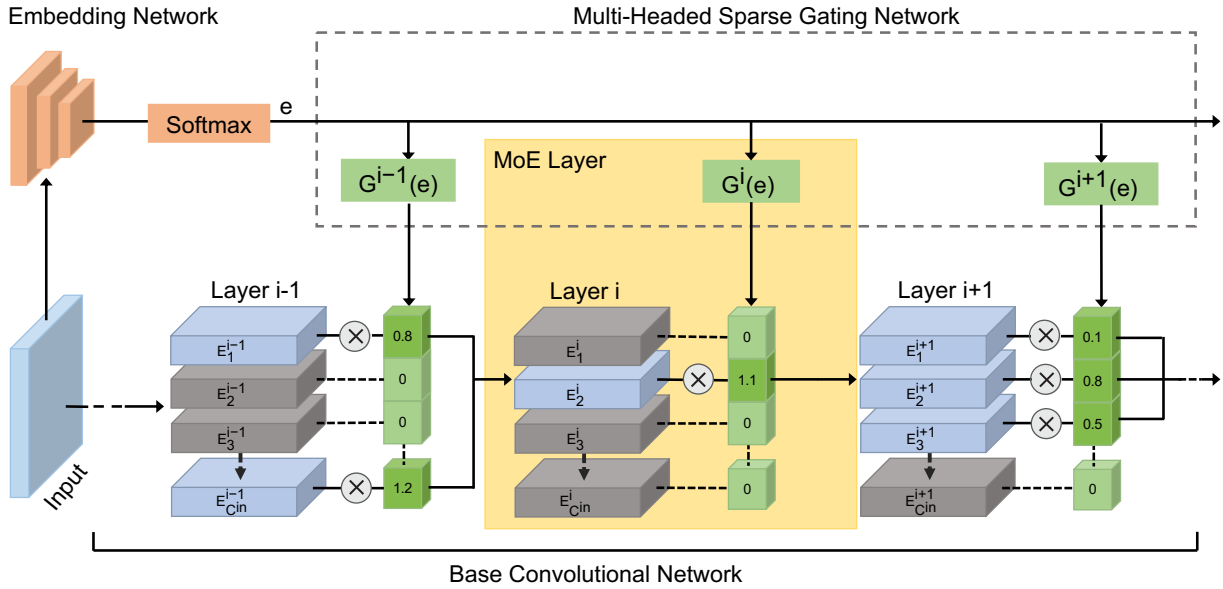 Embedding Network
Multi-Headed Sparse Gating Network
Softmax
e
MoE Layer
G^{i−1}(e)
G^{i}(e)
G^{i+1}(e)
Layer i-1
Layer i
Layer i+1
E_1^{i−1}
0.8
E_1^{i}
0
E_1^{i+1}
0.1
E_2^{i−1}
0
E_2^{i}
1.1
E_2^{i+1}
0.8
E_3^{i−1}
0
E_3^{i}
0
E_3^{i+1}
0.5
E_{Cin}^{i−1}
1.2
E_{Cin}^{i}
0
E_{Cin}^{i+1}
0
Input
Base Convolutional Network